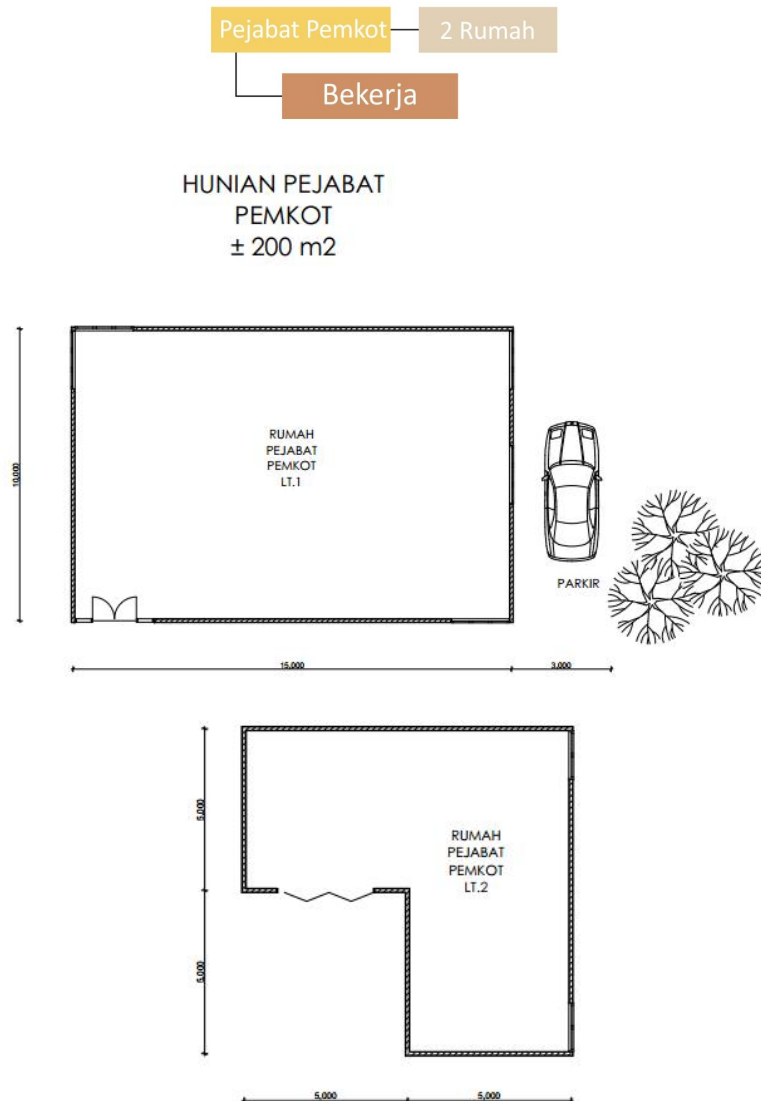 Pejabat Pemkot
2 Rumah
Bekerja
HUNIAN PEJABAT
PEMKOT
± 200 m2
10,000
RUMAH
PEJABAT
PEMKOT
LT.1
PARKIR
15,000
3,000
5,000
RUMAH
PEJABAT
PEMKOT
LT.2
5,000
5,000
5,000